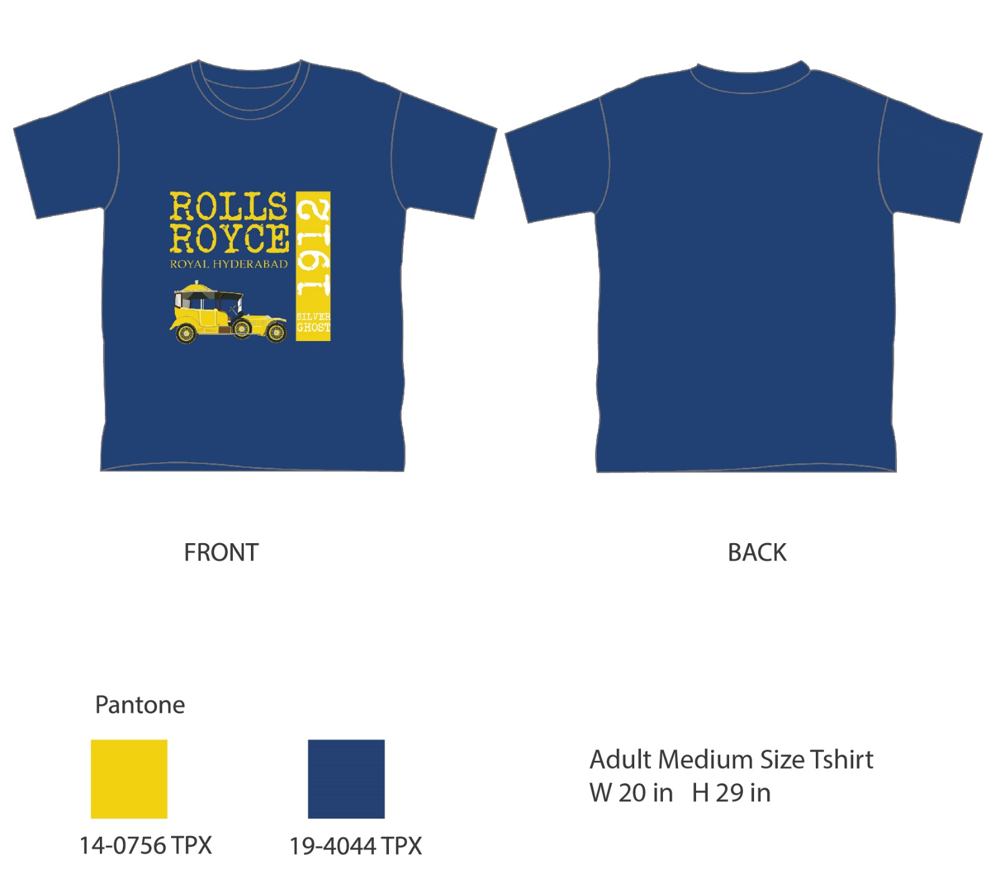 ROLLS
ROYCE
ROYAL HYDERABAD
1912
SILVER
GHOST
FRONT
BACK
Pantone
14-0756 TPX
19-4044 TPX
Adult Medium Size Tshirt
W 20 in H 29 in